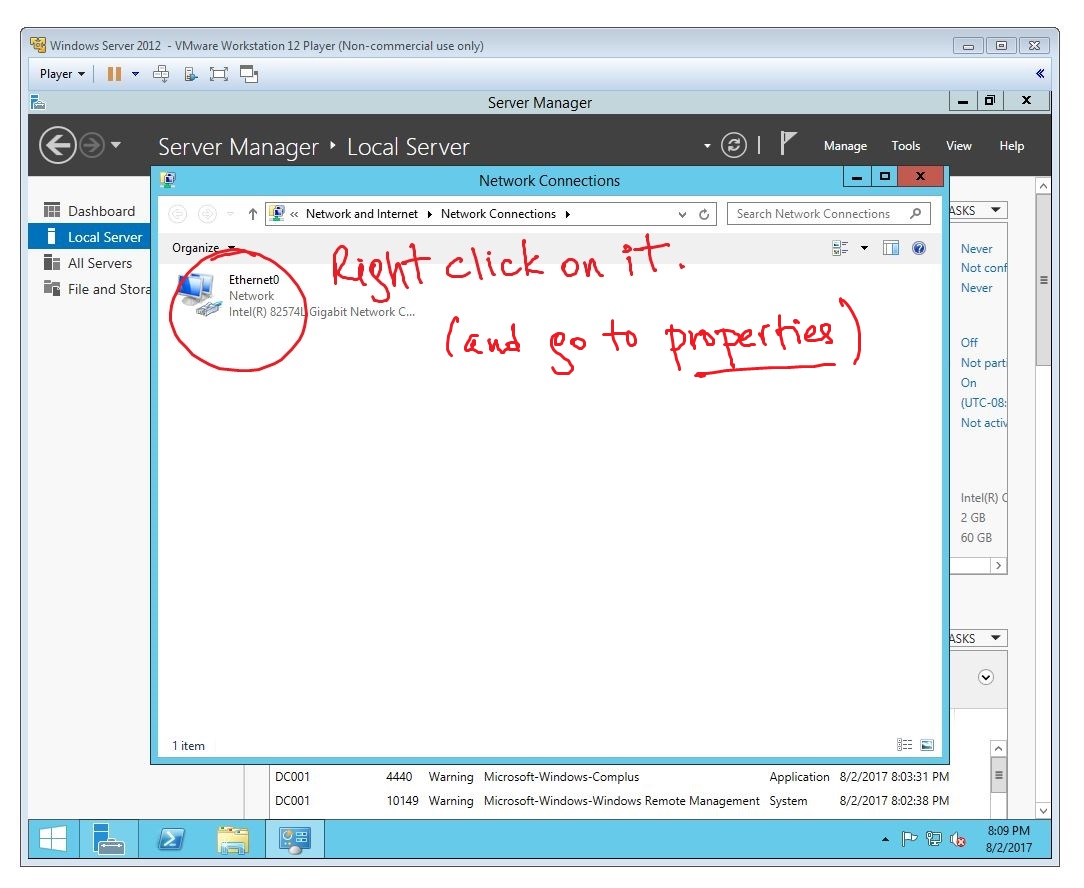 Windows Server 2012 - VMware Workstation 12 Player (Non-commercial use only)
Player
Server Manager
Server Manager Local Server
Manage Tools View Help
Network Connections
« Network and Internet Network Connections
Search Network Connections
Organize
Dashboard
Local Server
All Servers
File and Stora
Ethernet0
Network
Intel(R) 82574L Gigabit Network C...
Right click on it.
(and go to properties)
ASKS
Never
Not conf
Never
Off
Not parti
On
(UTC-08:
Not activ
Intel(R) C
2 GB
60 GB
ASKS
1 item
DC001 4440 Warning Microsoft-Windows-Complus Application 8/2/2017 8:03:31 PM
DC001 10149 Warning Microsoft-Windows-Windows Remote Management System 8/2/2017 8:02:38 PM
8:09 PM
8/2/2017